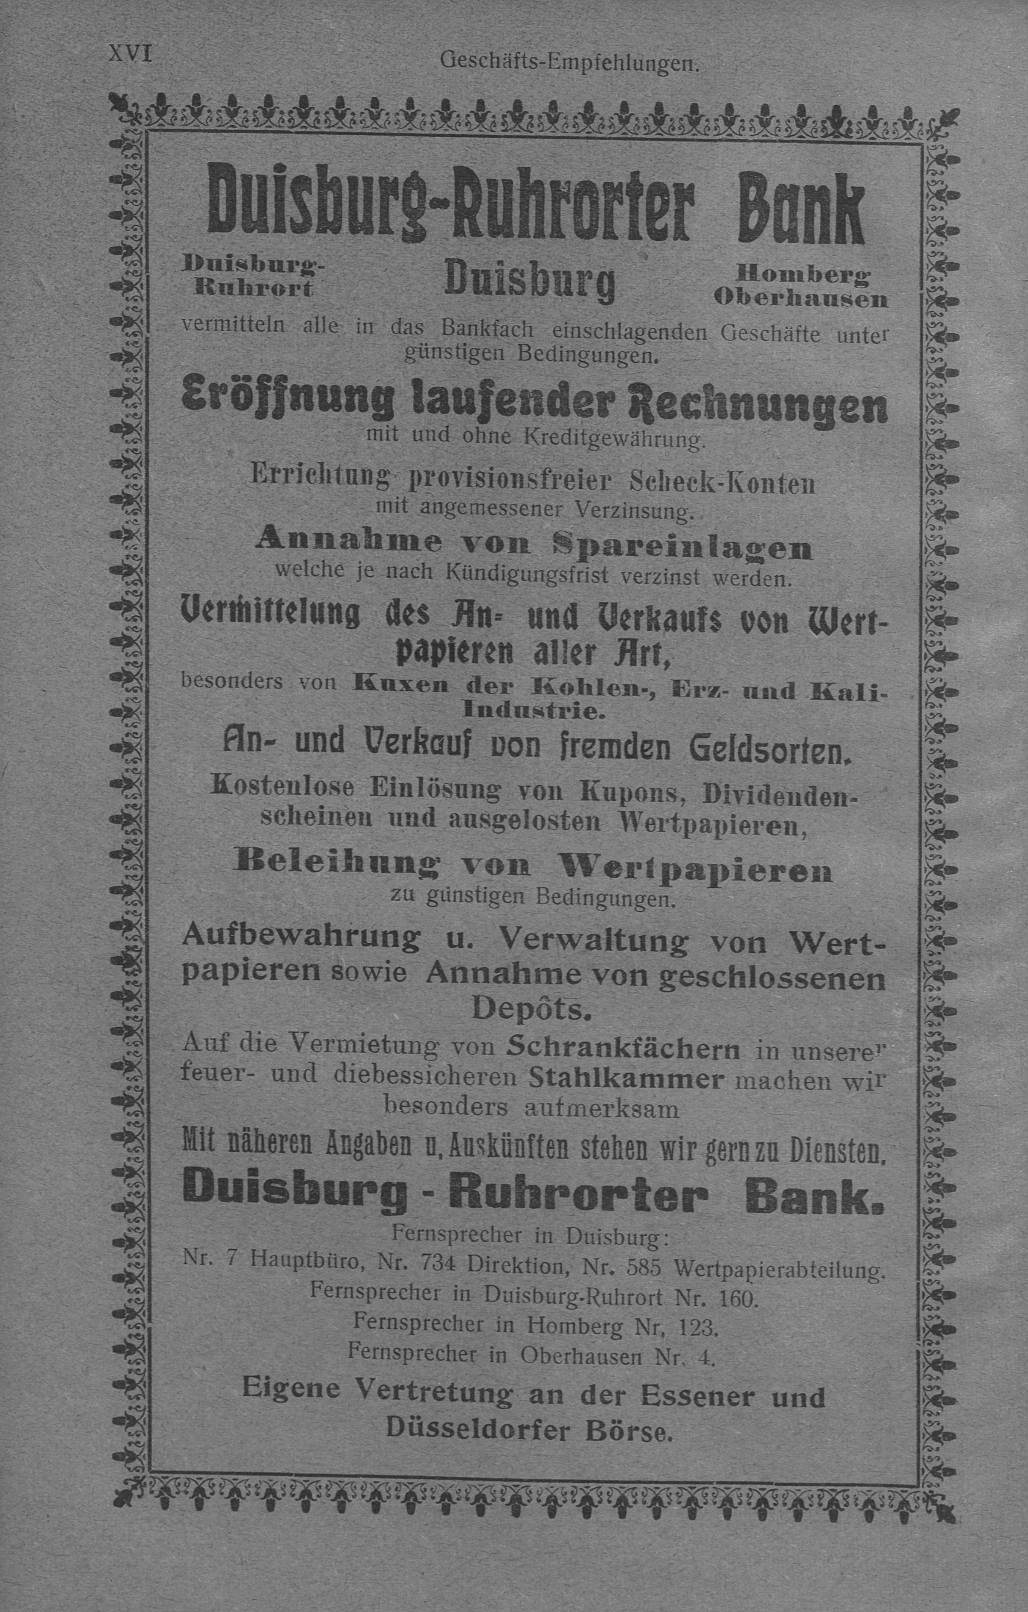 XVI
Geschäfts-Empfehlungen.
Duisburg-Ruhrorter Bank
Duisburg-
Ruhrort
Duisburg
Homberg
Oberhausen
vermitteln alle in das Bankfach einschlagenden Geschäfte unter
günstigen Bedingungen.
Eröffnung laufender Rechnungen
mit und ohne Kreditgewährung.
Errichtung provisionsfreier Scheck-Konten
mit angemessener Verzinsung.
Annahme von Spareinlagen
welche je nach Kündigungsfrist verzinst werden.
Vermittelung des An- und Verkaufs von Wert-
papieren aller Art,
besonders von Kuxen der Kohlen-, Erz- und Kali-
Industrie.
An- und Verkauf von fremden Geldsorten.
Kostenlose Einlösung von Kupons, Dividenden-
scheinen und ausgelosten Wertpapieren,
Beleihung von Wertpapieren
zu günstigen Bedingungen.
Aufbewahrung u. Verwaltung von Wert-
papieren sowie Annahme von geschlossenen
Depôts.
Auf die Vermietung von Schrankfächern in unserer
feuer- und diebessicheren Stahlkammer machen wir
besonders aufmerksam
Mit näheren Angaben u. Auskünften stehen wir gern zu Diensten.
Duisburg - Ruhrorter Bank.
Fernsprecher in Duisburg:
Nr. 7 Hauptbüro, Nr. 734 Direktion, Nr. 585 Wertpapierabteilung.
Fernsprecher in Duisburg-Ruhrort Nr. 160.
Fernsprecher in Homberg Nr, 123.
Fernsprecher in Oberhausen Nr. 4.
Eigene Vertretung an der Essener und
Düsseldorfer Börse.